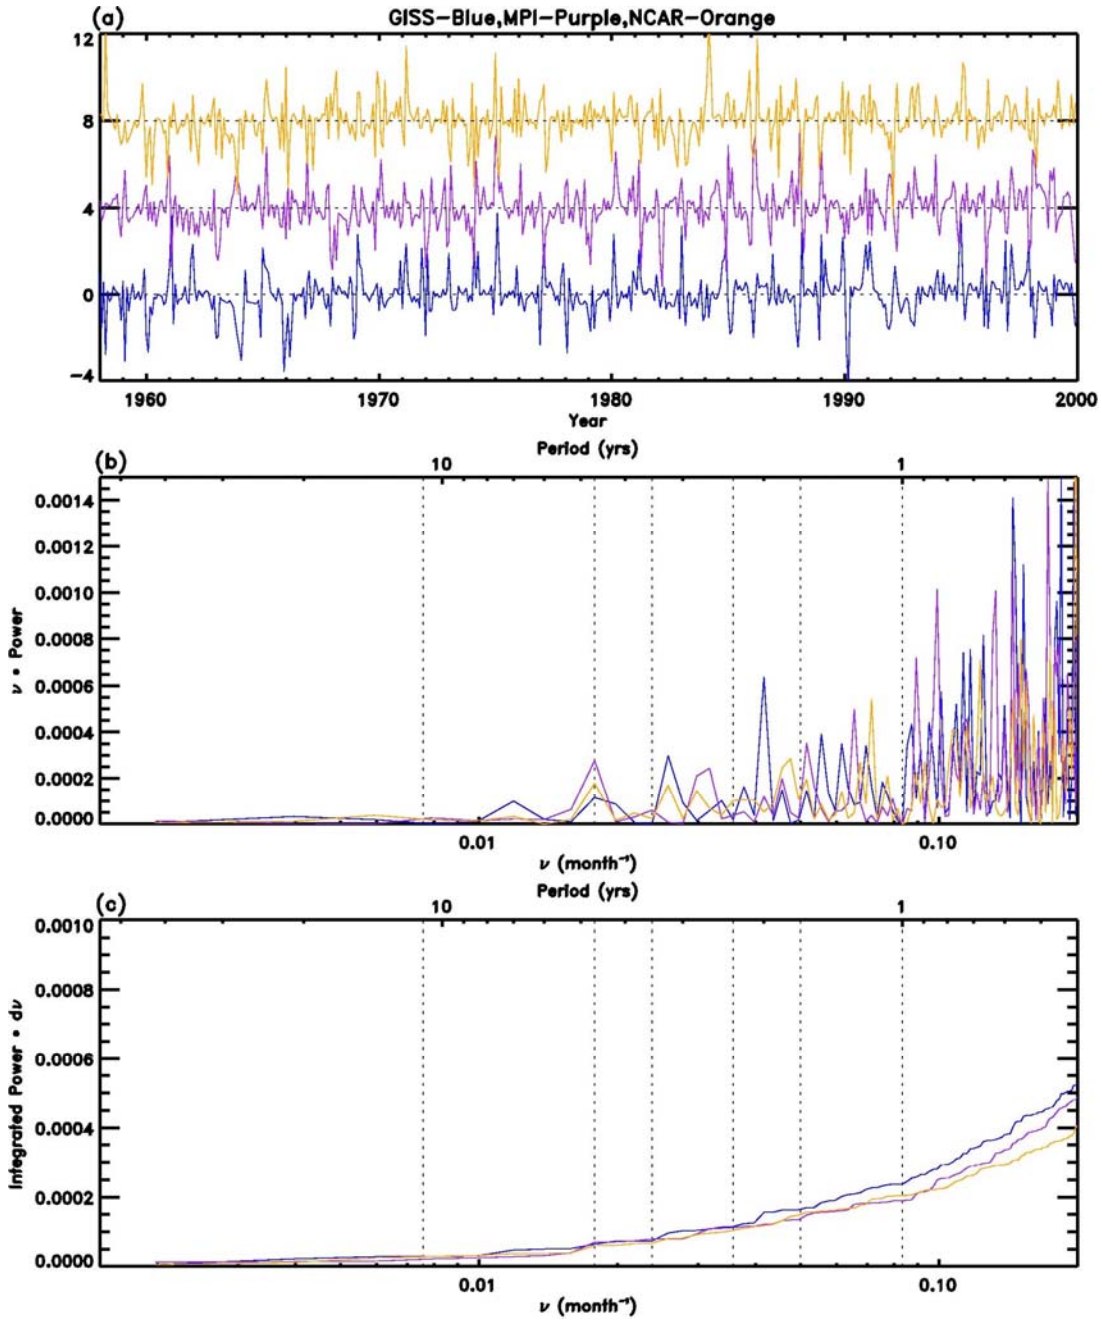 (a) GISS-Blue,MPI-Purple,NCAR-Orange
12
8
4
0
-4
1960 1970 1980 1990 2000
Year
Period (yrs)
(b) 10 1
0.0014
0.0012
0.0010
0.0008
0.0006
0.0004
0.0002
0.0000
ν • Power
0.01 0.10
ν (month⁻¹)
Period (yrs)
(c) 10 1
0.0010
0.0008
0.0006
0.0004
0.0002
0.0000
Integrated Power • dν
0.01 0.10
ν (month⁻¹)